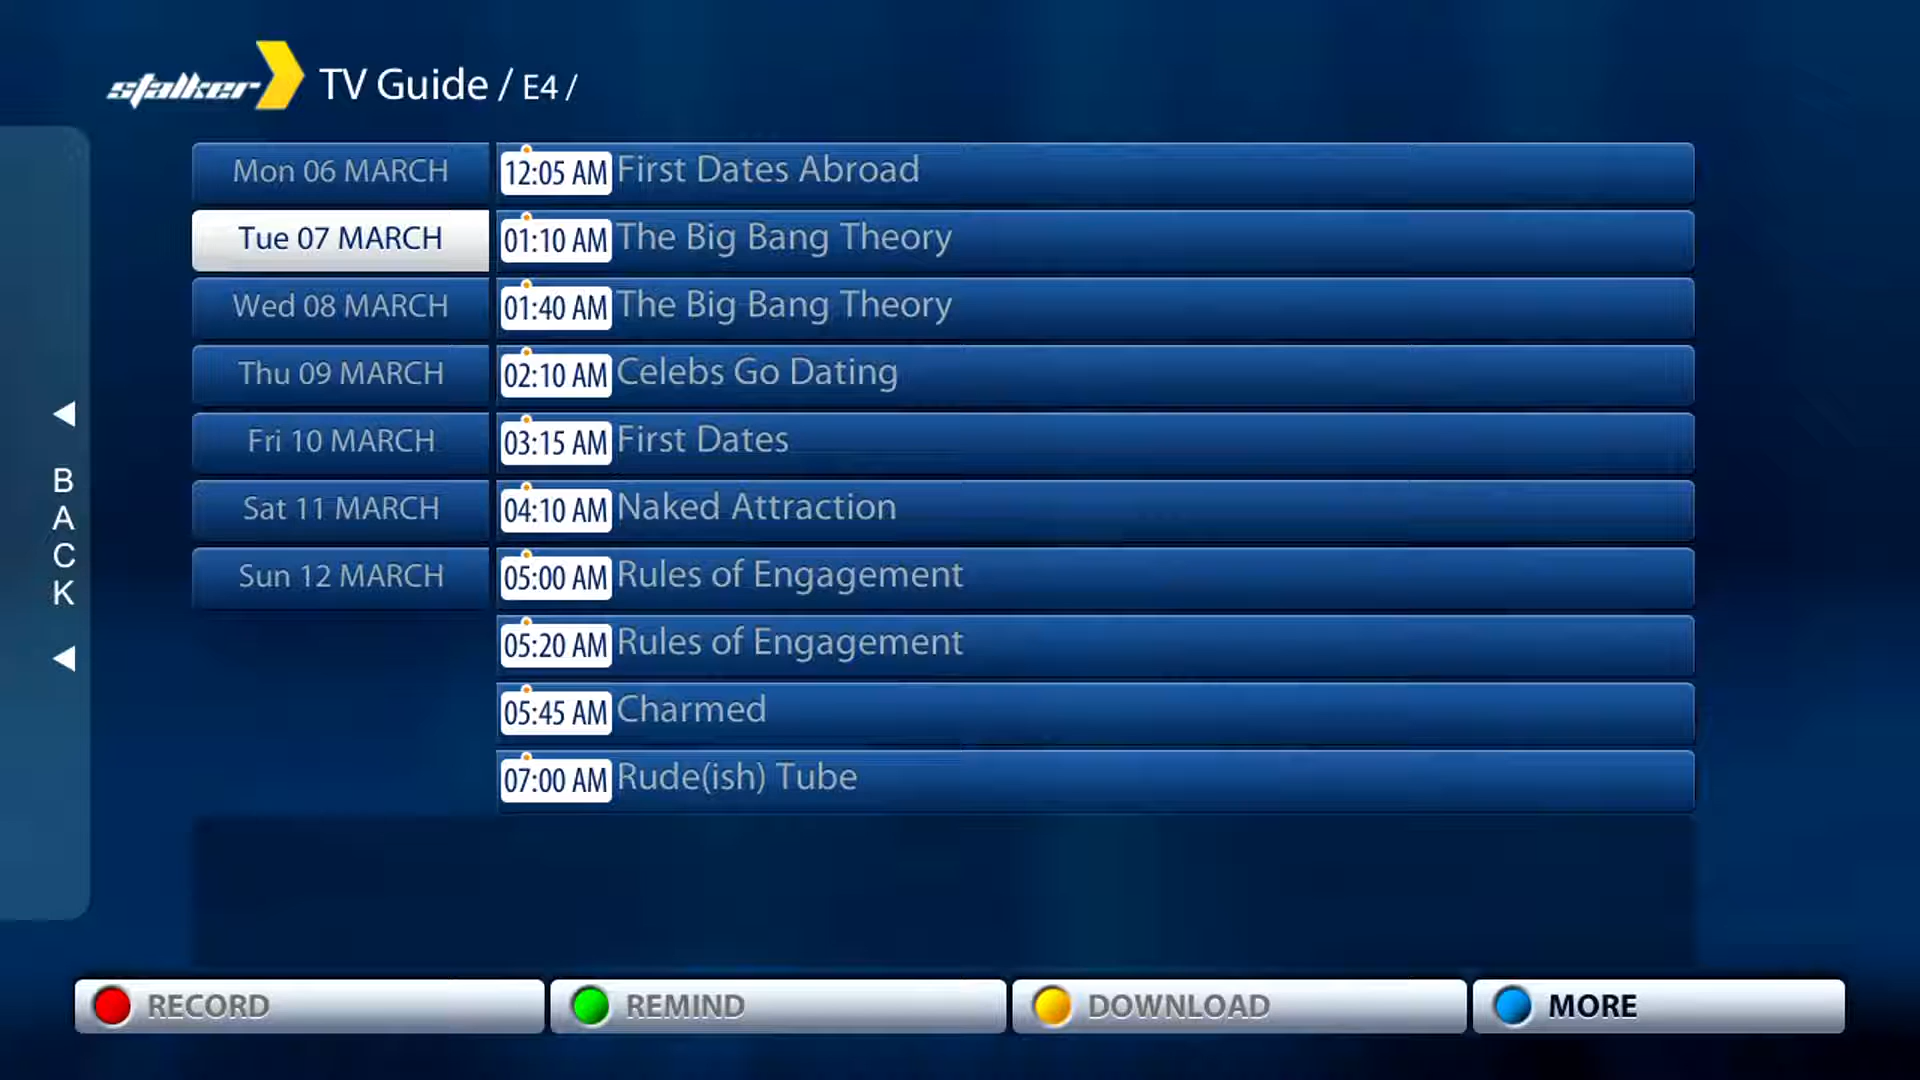 stalker TV Guide / E4 /
Mon 06 MARCH
Tue 07 MARCH
Wed 08 MARCH
Thu 09 MARCH
Fri 10 MARCH
Sat 11 MARCH
Sun 12 MARCH
12:05 AM First Dates Abroad
01:10 AM The Big Bang Theory
01:40 AM The Big Bang Theory
02:10 AM Celebs Go Dating
03:15 AM First Dates
04:10 AM Naked Attraction
05:00 AM Rules of Engagement
05:20 AM Rules of Engagement
05:45 AM Charmed
07:00 AM Rude(ish) Tube
BACK
RECORD
REMIND
DOWNLOAD
MORE